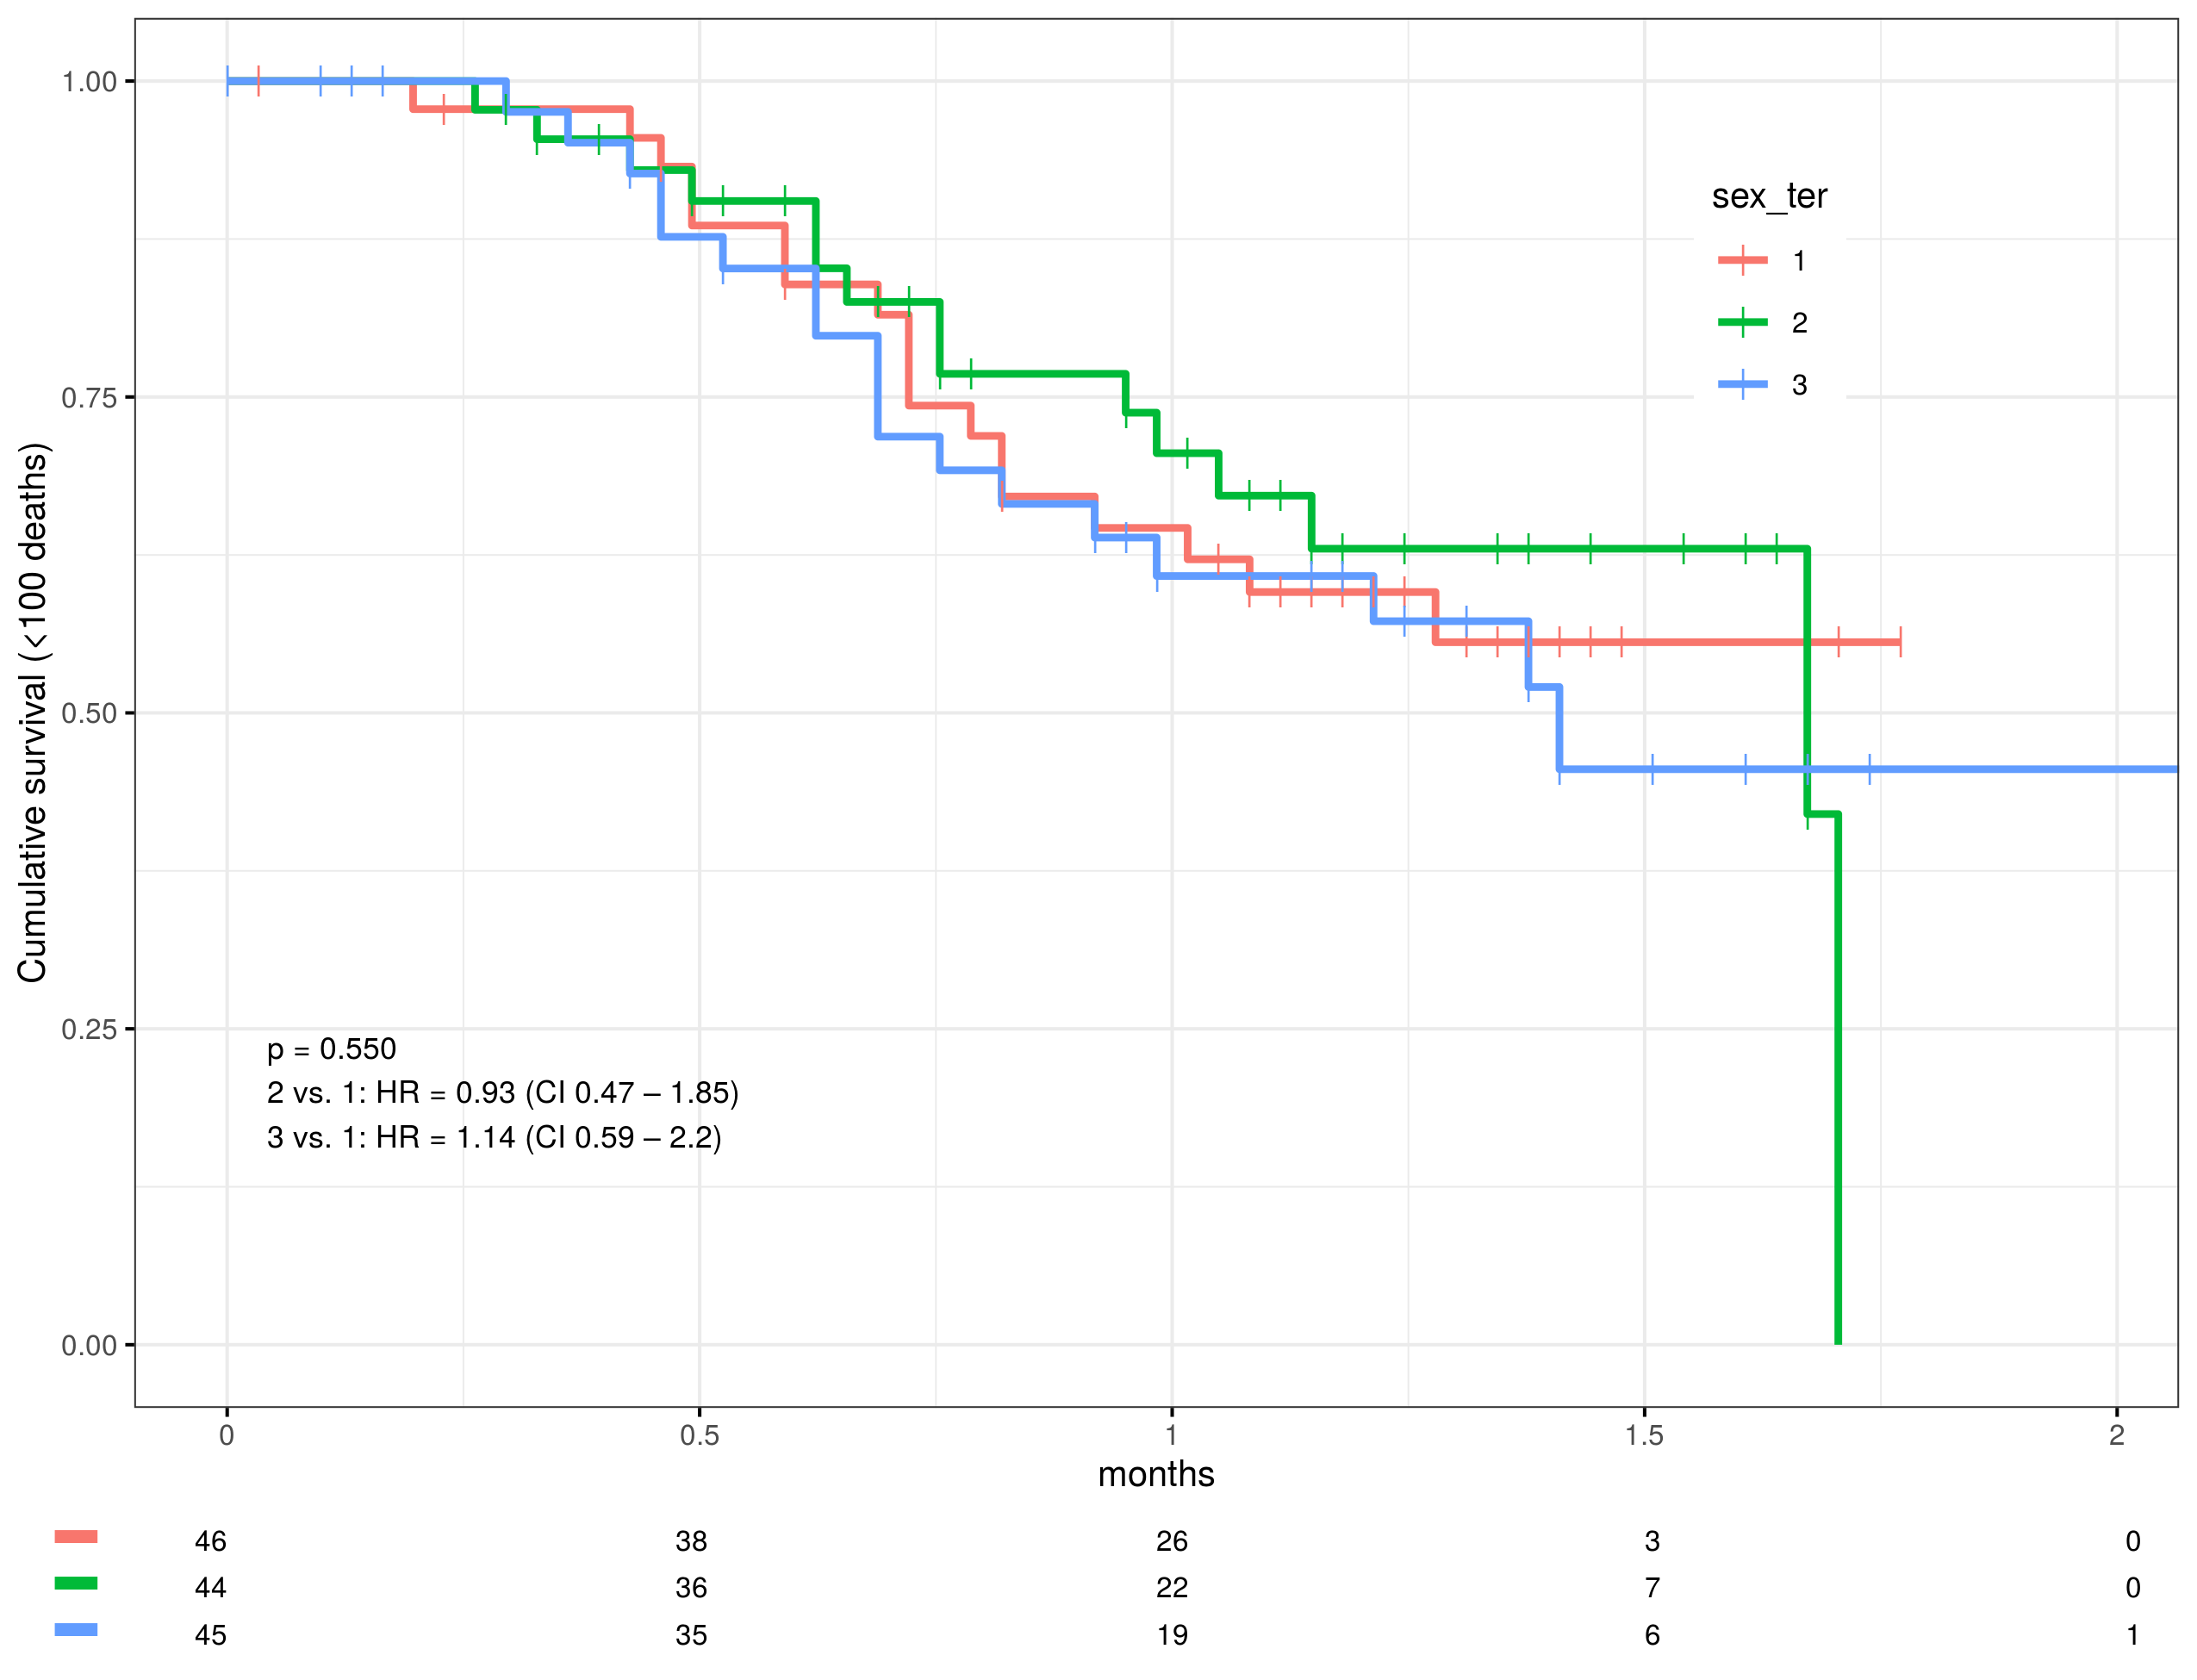 Cumulative survival (<100 deaths)
1.00
0.75
0.50
0.25
0.00
sex_ter
1
2
3
p = 0.550
2 vs. 1: HR = 0.93 (CI 0.47 – 1.85)
3 vs. 1: HR = 1.14 (CI 0.59 – 2.2)
0 0.5 1 1.5 2
months
46 38 26 3 0
44 36 22 7 0
45 35 19 6 1